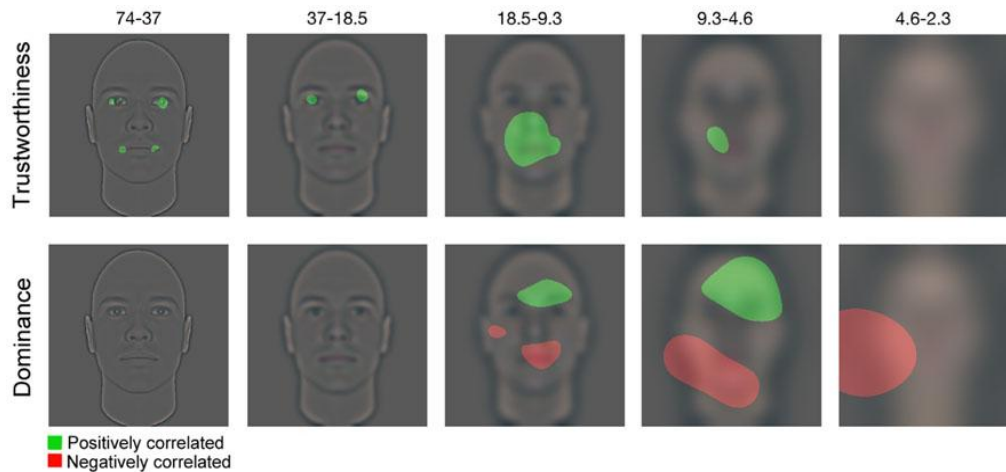 74-37 37-18.5 18.5-9.3 9.3-4.6 4.6-2.3
Trustworthiness
Dominance
Positively correlated
Negatively correlated